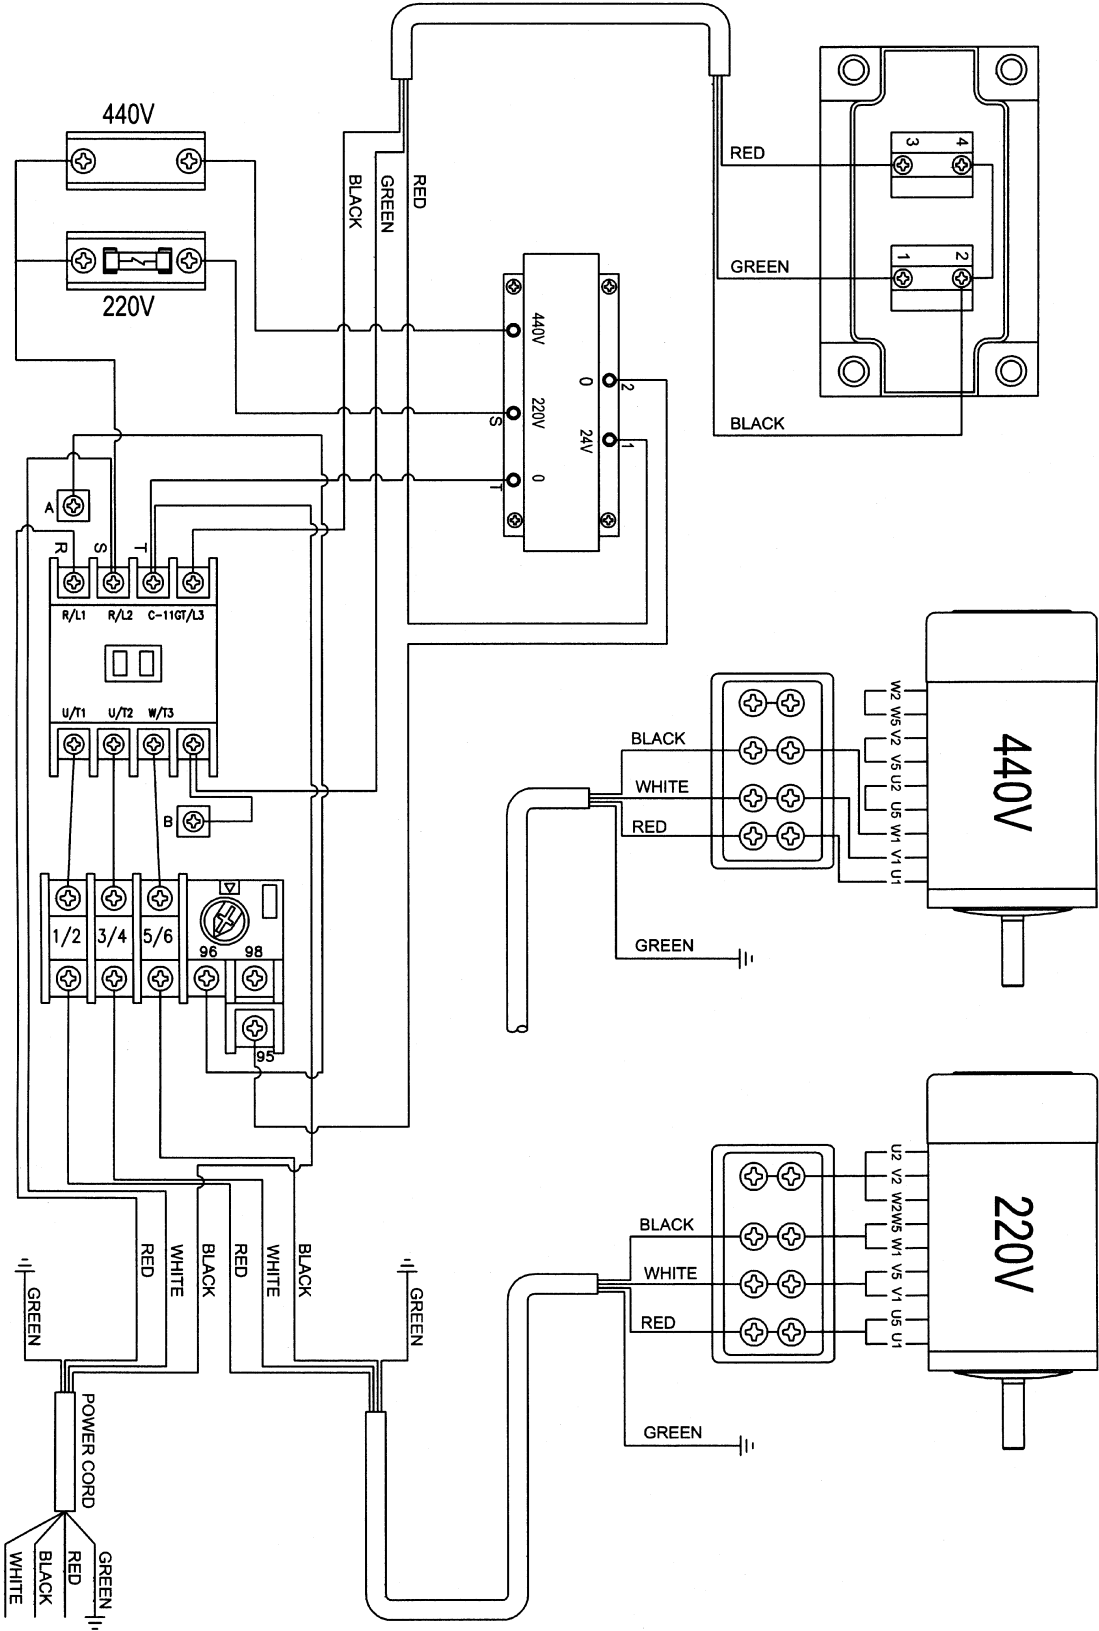 440V
220V
BLACK
GREEN
RED
RED
GREEN
BLACK
3 4
1 2
440V
220V
0
S
T
0
24V
2
1
A
R
S
T
R/L1 R/L2 C-11GT/L3
U/T1 U/T2 W/T3
B
1/2 3/4 5/6
96 98
95
BLACK
WHITE
RED
GREEN
W2 W5 V2 V5 U2 U5 W1 V1 U1
440V
BLACK
WHITE
RED
GREEN
U2 V2 W2 W5 W1 V5 V1 U5 U1
220V
RED
WHITE
BLACK
RED
WHITE
BLACK
GREEN
GREEN
POWER CORD
WHITE
BLACK
RED
GREEN